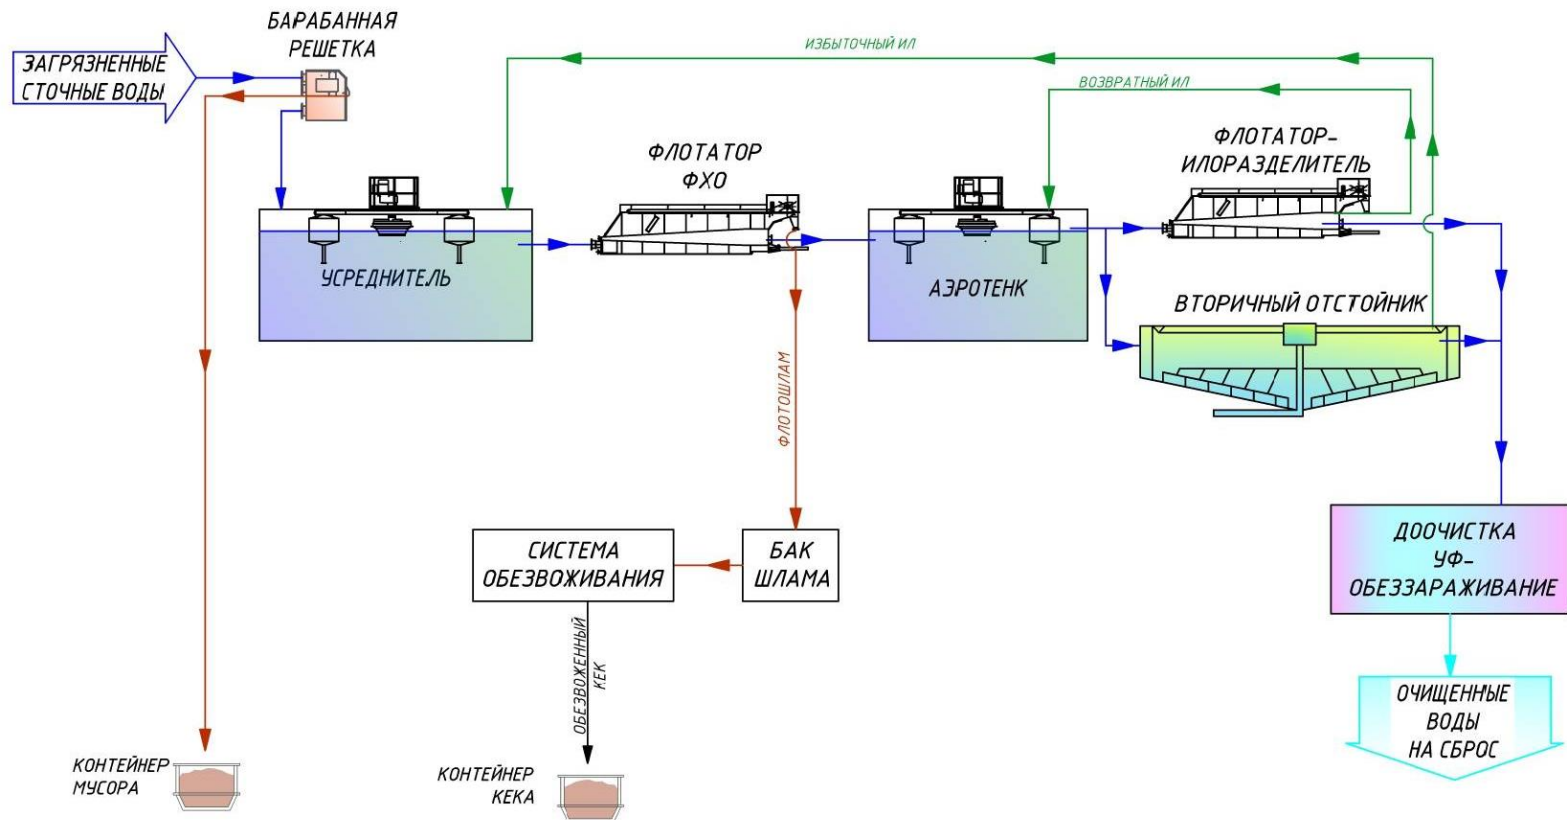 БАРАБАННАЯ
РЕШЕТКА
ЗАГРЯЗНЕННЫЕ
СТОЧНЫЕ ВОДЫ
ИЗБЫТОЧНЫЙ ИЛ
ВОЗВРАТНЫЙ ИЛ
ФЛОТАТОР
ФХО
ФЛОТАТОР-
ИЛОРАЗДЕЛИТЕЛЬ
УСРЕДНИТЕЛЬ
АЭРОТЕНК
ВТОРИЧНЫЙ ОТСТОЙНИК
ФЛОТОШЛАМ
СИСТЕМА
ОБЕЗВОЖИВАНИЯ
БАК
ШЛАМА
ДООЧИСТКА
УФ-
ОБЕЗЗАРАЖИВАНИЕ
ОБЕЗВОЖЕННЫЙ
КЕК
ОЧИЩЕННЫЕ
ВОДЫ
НА СБРОС
КОНТЕЙНЕР
МУСОРА
КОНТЕЙНЕР
КЕКА